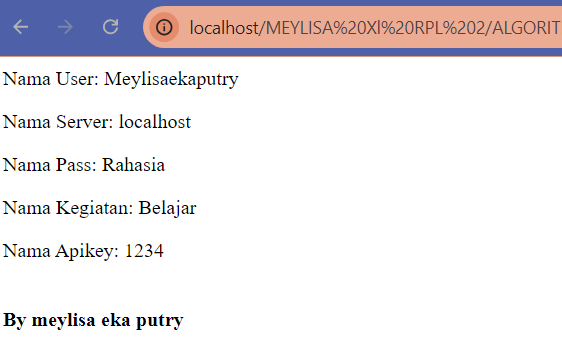 localhost/MEYLISA%20XI%20RPL%202/ALGORIT
Nama User: Meylisaekaputry
Nama Server: localhost
Nama Pass: Rahasia
Nama Kegiatan: Belajar
Nama Apikey: 1234
By meylisa eka putry